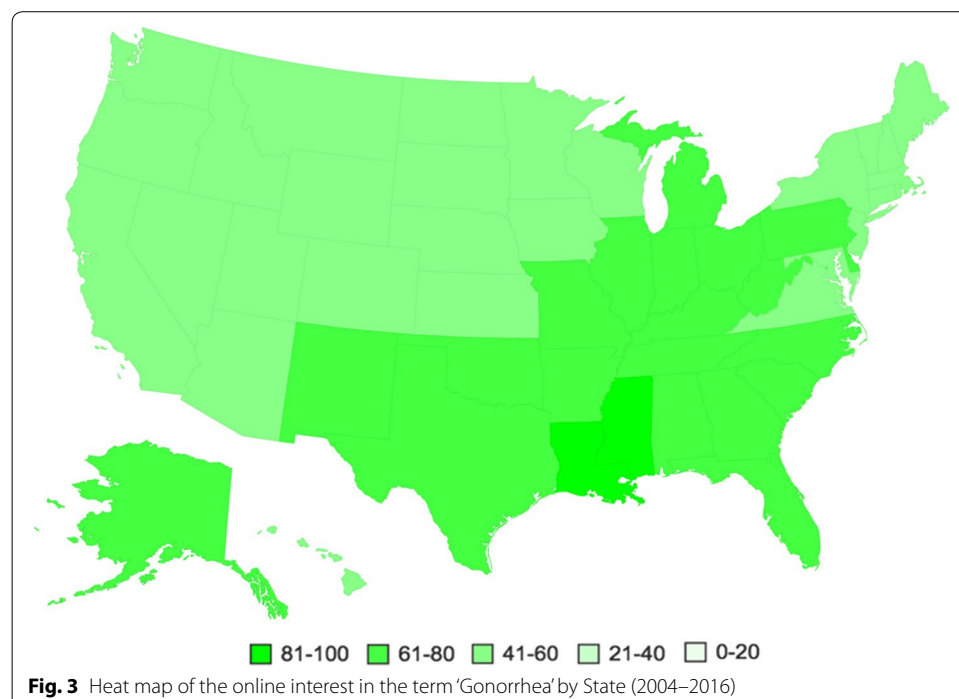 81-100 61-80 41-60 21-40 0-20
Fig. 3 Heat map of the online interest in the term ‘Gonorrhea’ by State (2004–2016)